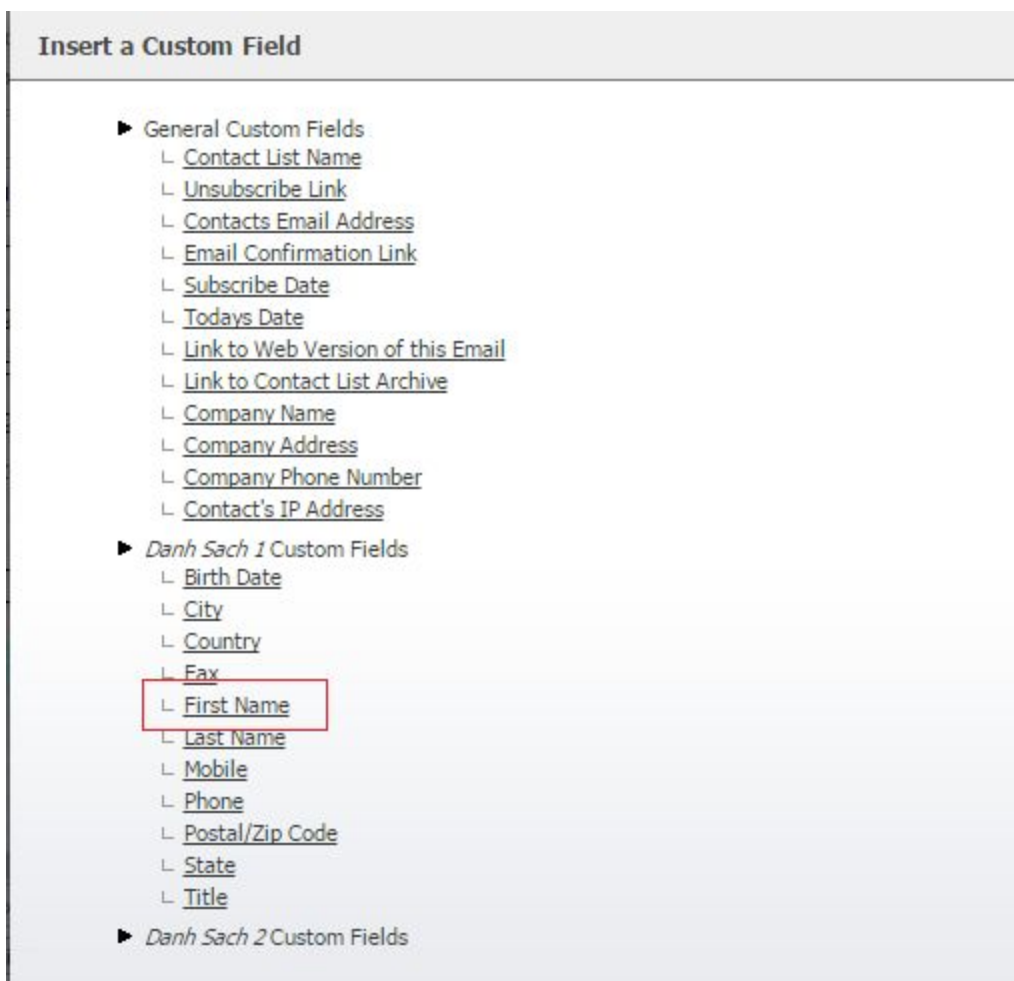 Insert a Custom Field
General Custom Fields
Contact List Name
Unsubscribe Link
Contacts Email Address
Email Confirmation Link
Subscribe Date
Todays Date
Link to Web Version of this Email
Link to Contact List Archive
Company Name
Company Address
Company Phone Number
Contact's IP Address
Danh Sach 1 Custom Fields
Birth Date
City
Country
Fax
First Name
Last Name
Mobile
Phone
Postal/Zip Code
State
Title
Danh Sach 2 Custom Fields